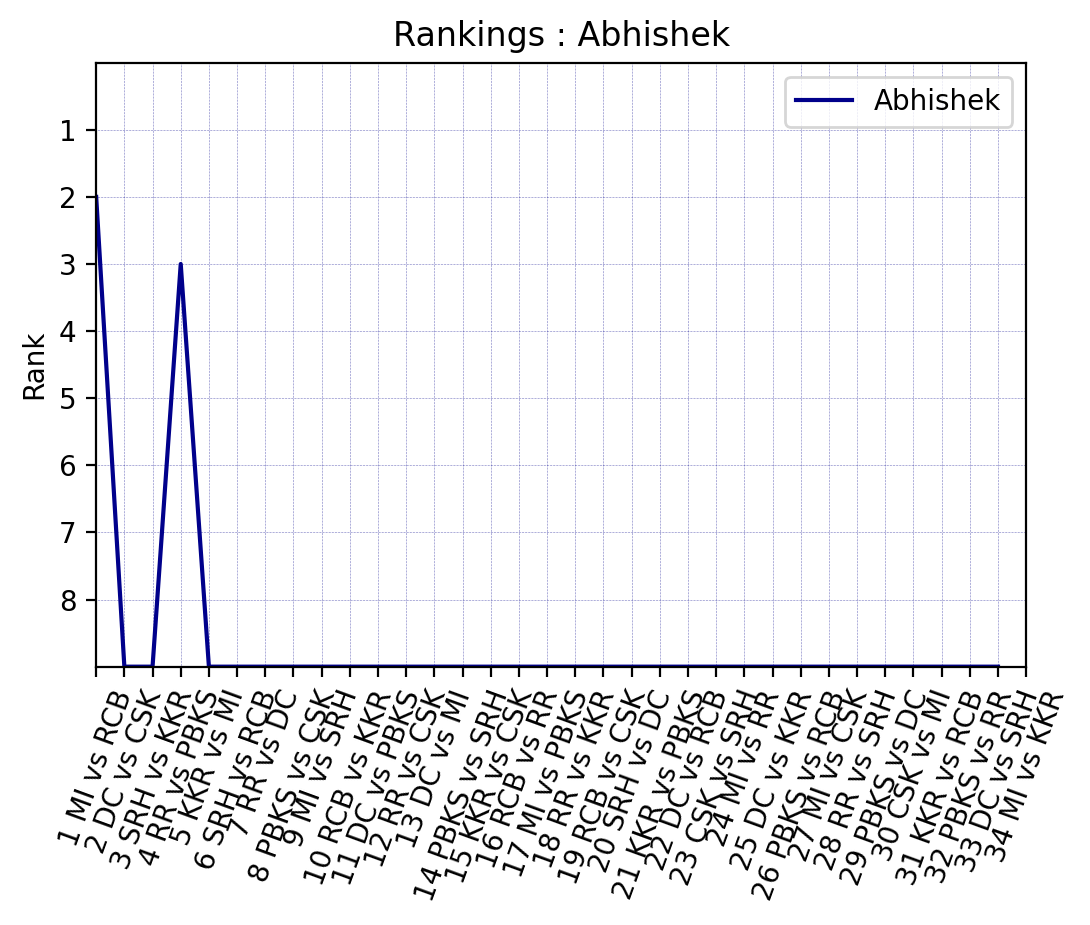 Rankings : Abhishek
Abhishek
Rank
1
2
3
4
5
6
7
8
1 MI vs RCB
2 DC vs CSK
3 SRH vs KKR
4 RR vs PBKS
5 KKR vs MI
6 SRH vs RCB
7 RR vs DC
8 PBKS vs CSK
9 MI vs SRH
10 RCB vs KKR
11 DC vs PBKS
12 RR vs CSK
13 DC vs MI
14 PBKS vs SRH
15 KKR vs CSK
16 RCB vs RR
17 MI vs PBKS
18 RR vs KKR
19 RCB vs CSK
20 SRH vs DC
21 KKR vs PBKS
22 DC vs RCB
23 CSK vs SRH
24 MI vs RR
25 DC vs KKR
26 PBKS vs RCB
27 MI vs CSK
28 RR vs SRH
29 PBKS vs DC
30 CSK vs MI
31 KKR vs RCB
32 PBKS vs RR
33 DC vs SRH
34 MI vs KKR